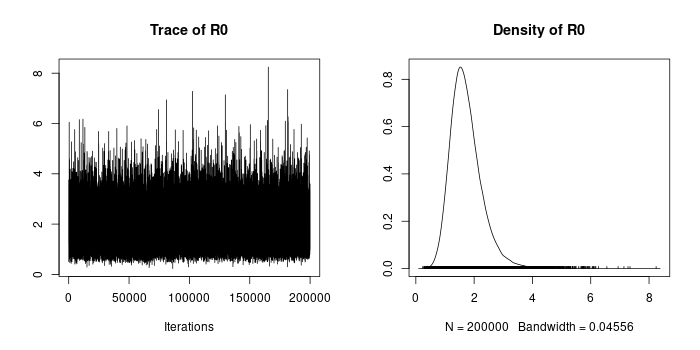 Trace of R0
8
6
4
2
0
0 50000 100000 150000 200000
Iterations
Density of R0
0.8
0.6
0.4
0.2
0.0
0 2 4 6 8
N = 200000 Bandwidth = 0.04556